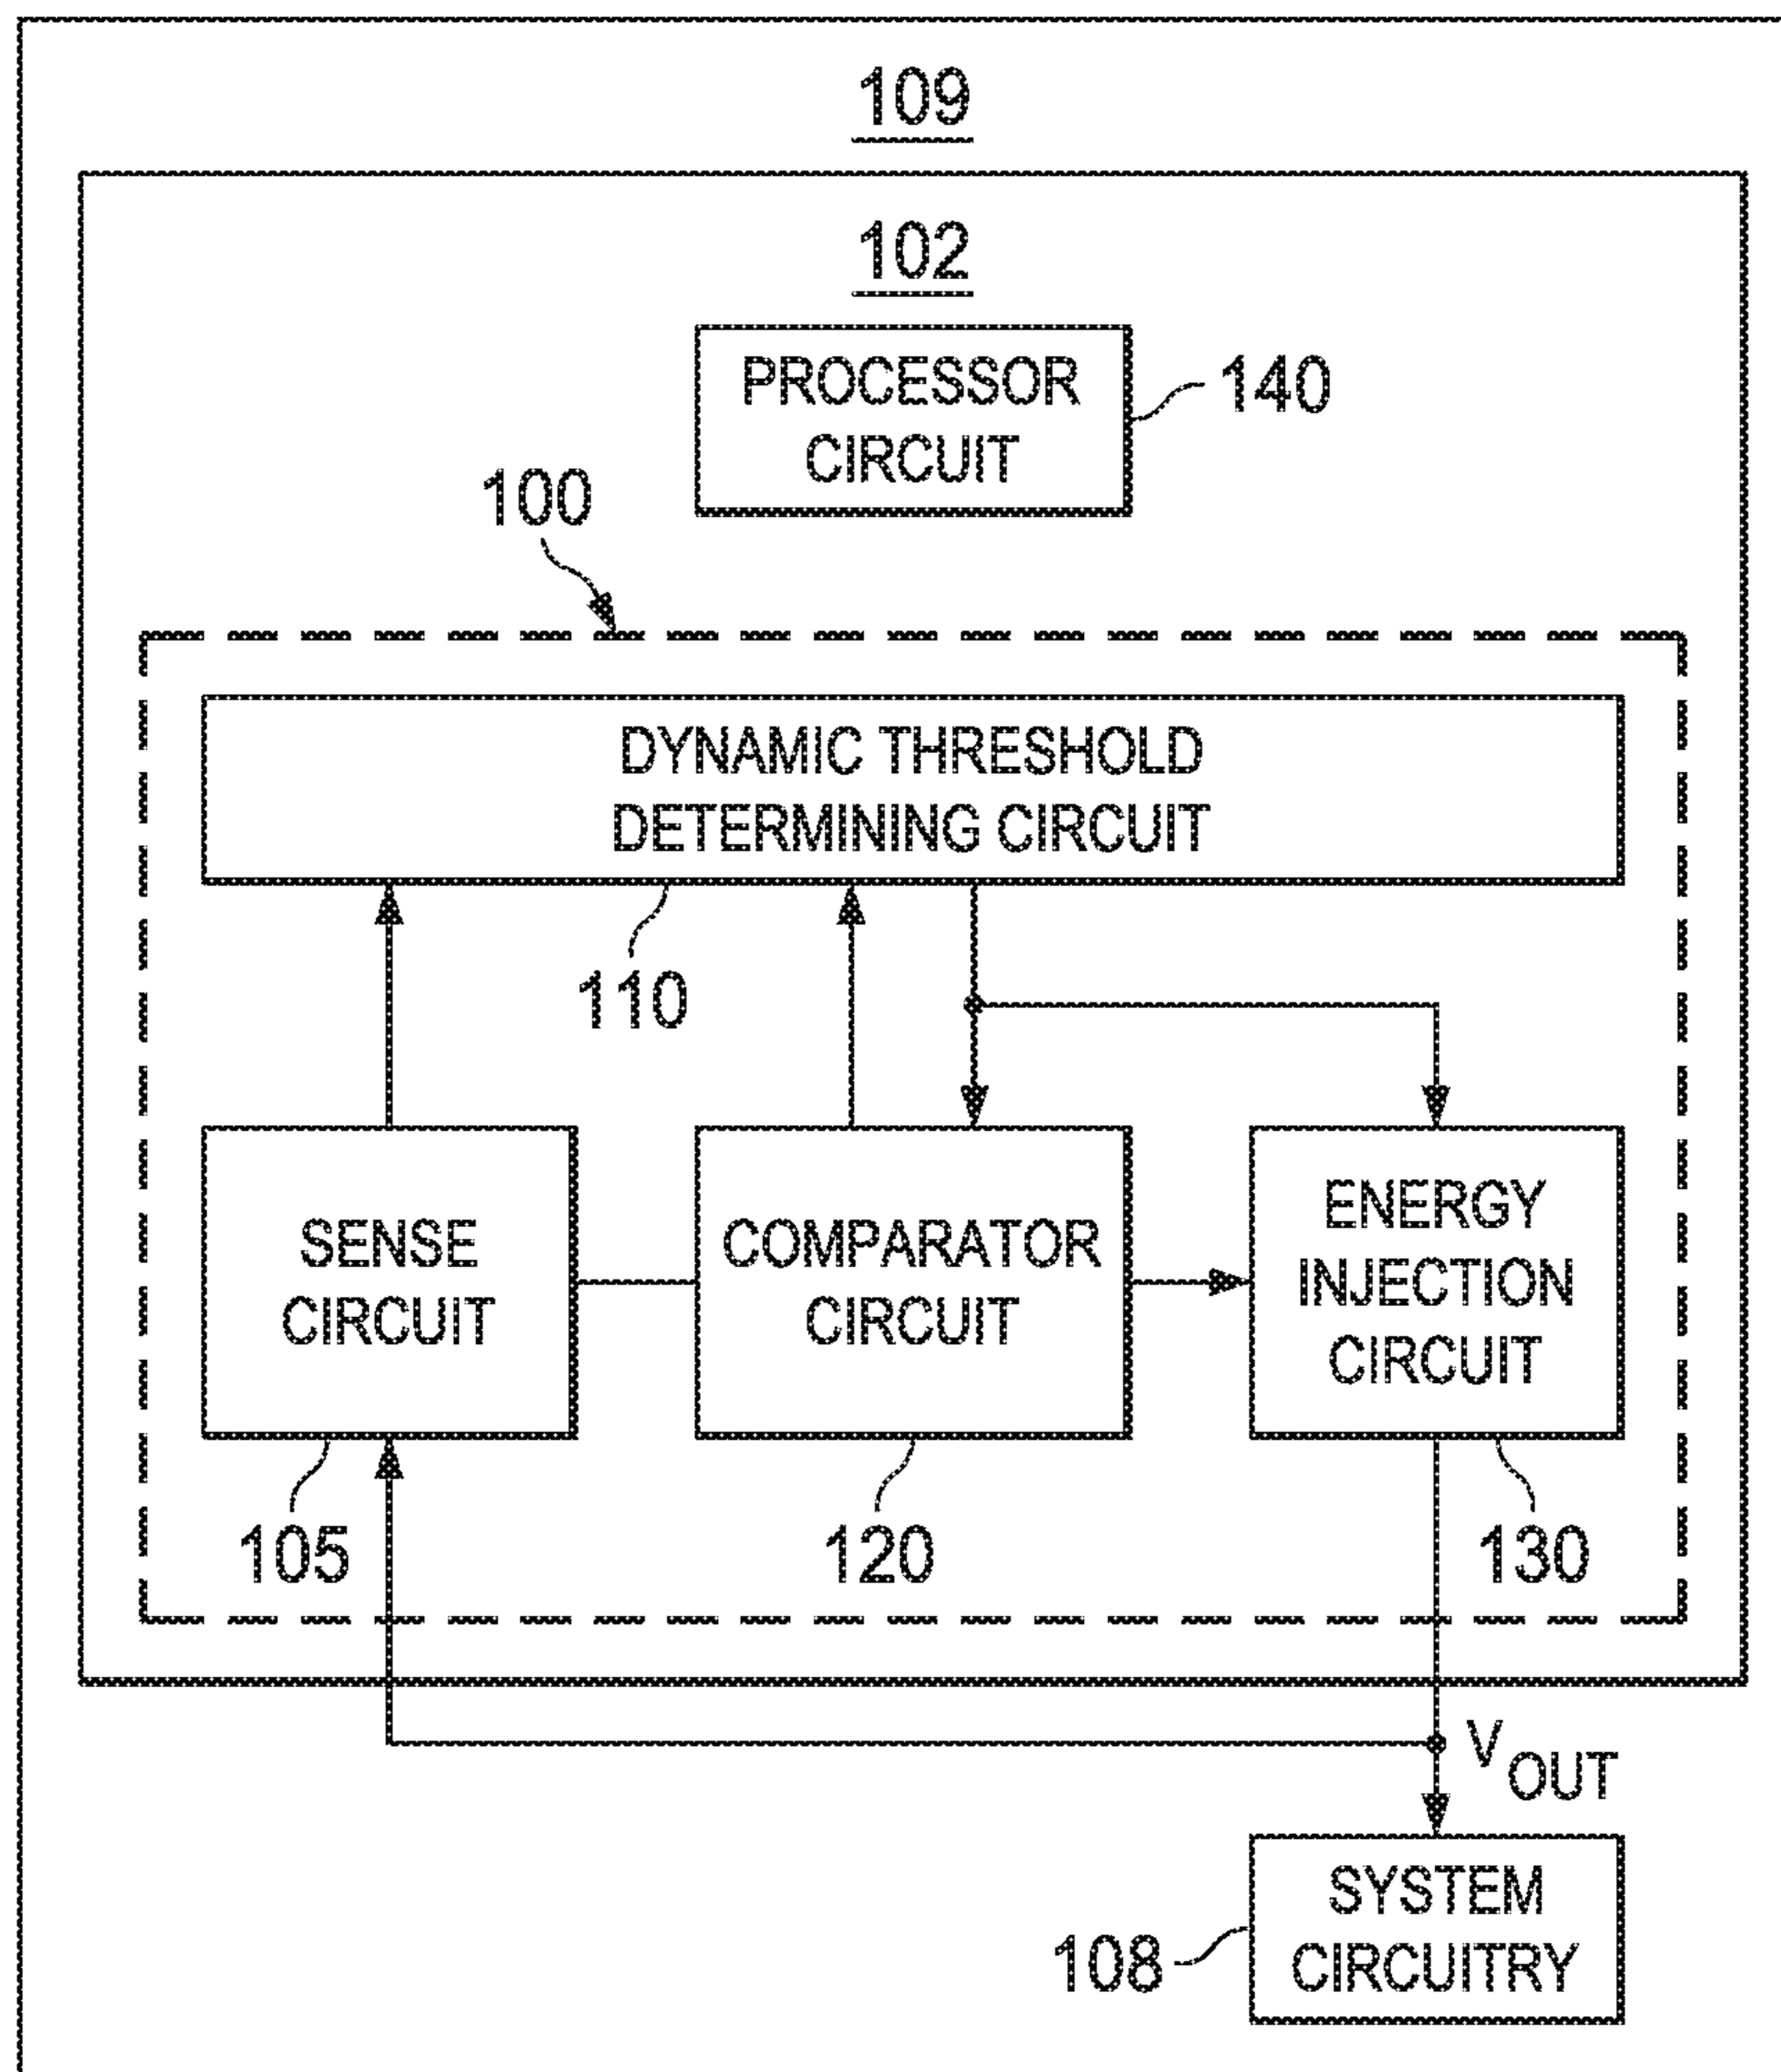 109
102
PROCESSOR
CIRCUIT
140
100
DYNAMIC THRESHOLD
DETERMINING CIRCUIT
110
SENSE
CIRCUIT
COMPARATOR
CIRCUIT
ENERGY
INJECTION
CIRCUIT
105
120
130
VOUT
SYSTEM
CIRCUITRY
108